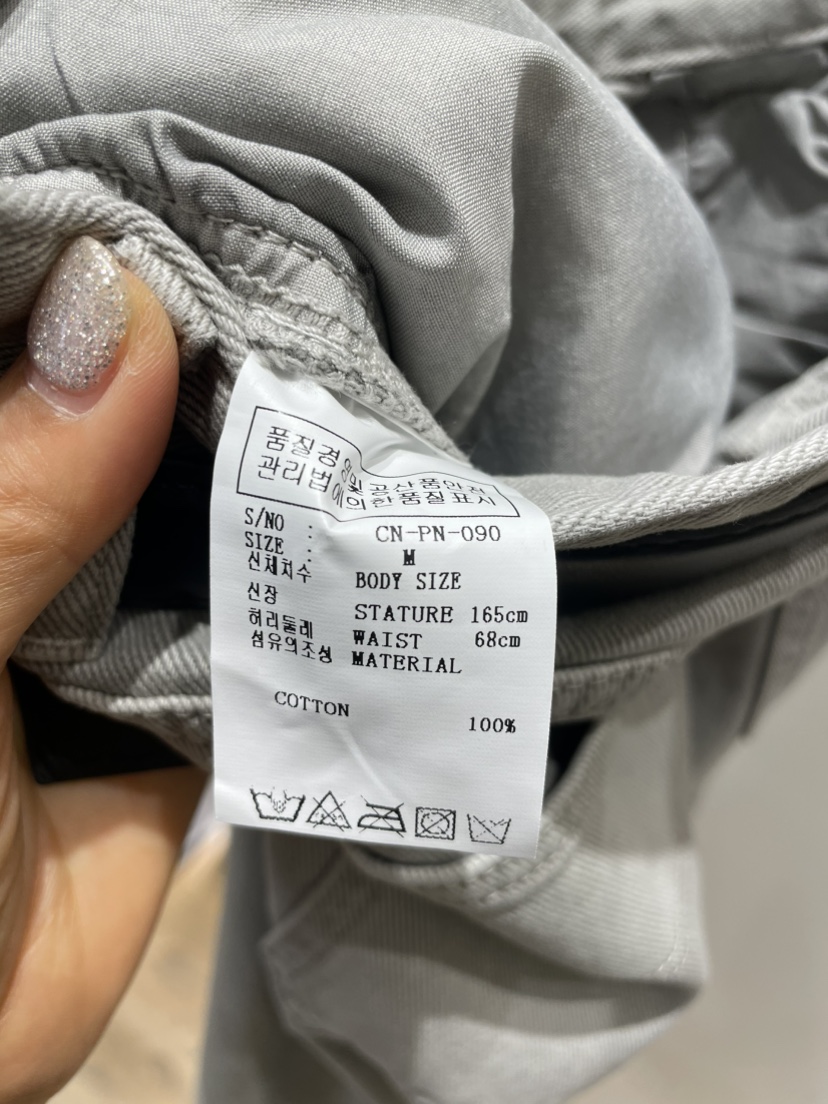 품질경영및공산품안전
관리법에의한품질표시
S/NO : CN-PN-090
SIZE : M
신체치수 BODY SIZE
신장 STATURE 165cm
허리둘레 WAIST 68cm
섬유의조성 MATERIAL
COTTON 100%